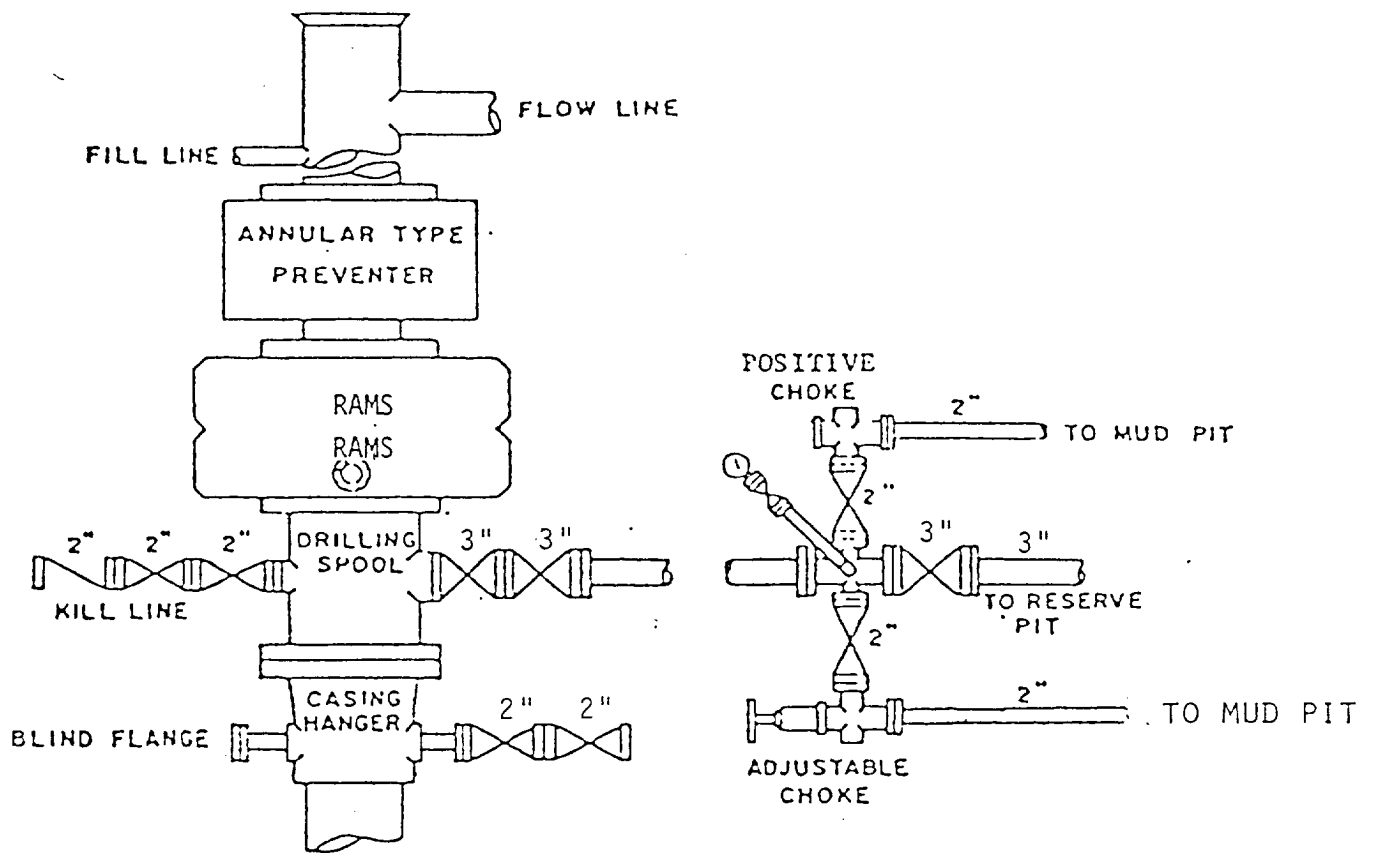 FLOW LINE
FILL LINE
ANNULAR TYPE
PREVENTER
RAMS
RAMS
DRILLING
SPOOL
2"
2"
2"
3"
3"
KILL LINE
CASING
HANGER
2"
2"
BLIND FLANGE
POSITIVE
CHOKE
2"
TO MUD PIT
2"
3"
3"
TO RESERVE
PIT
2"
2"
TO MUD PIT
ADJUSTABLE
CHOKE